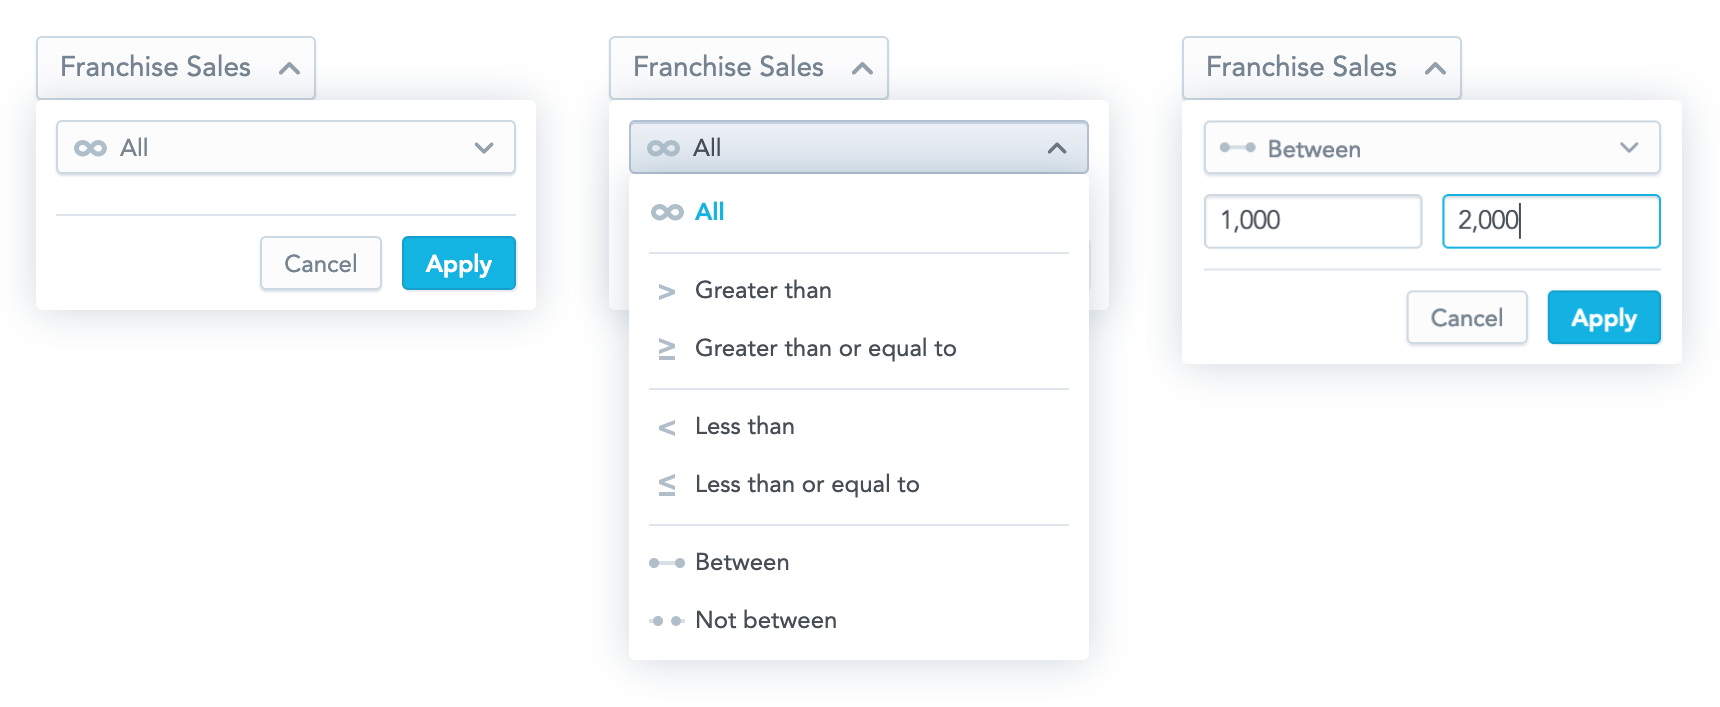 Franchise Sales
All
Cancel
Apply
Franchise Sales
All
All
> Greater than
≥ Greater than or equal to
< Less than
≤ Less than or equal to
Between
Not between
Franchise Sales
Between
1,000
2,000
Cancel
Apply